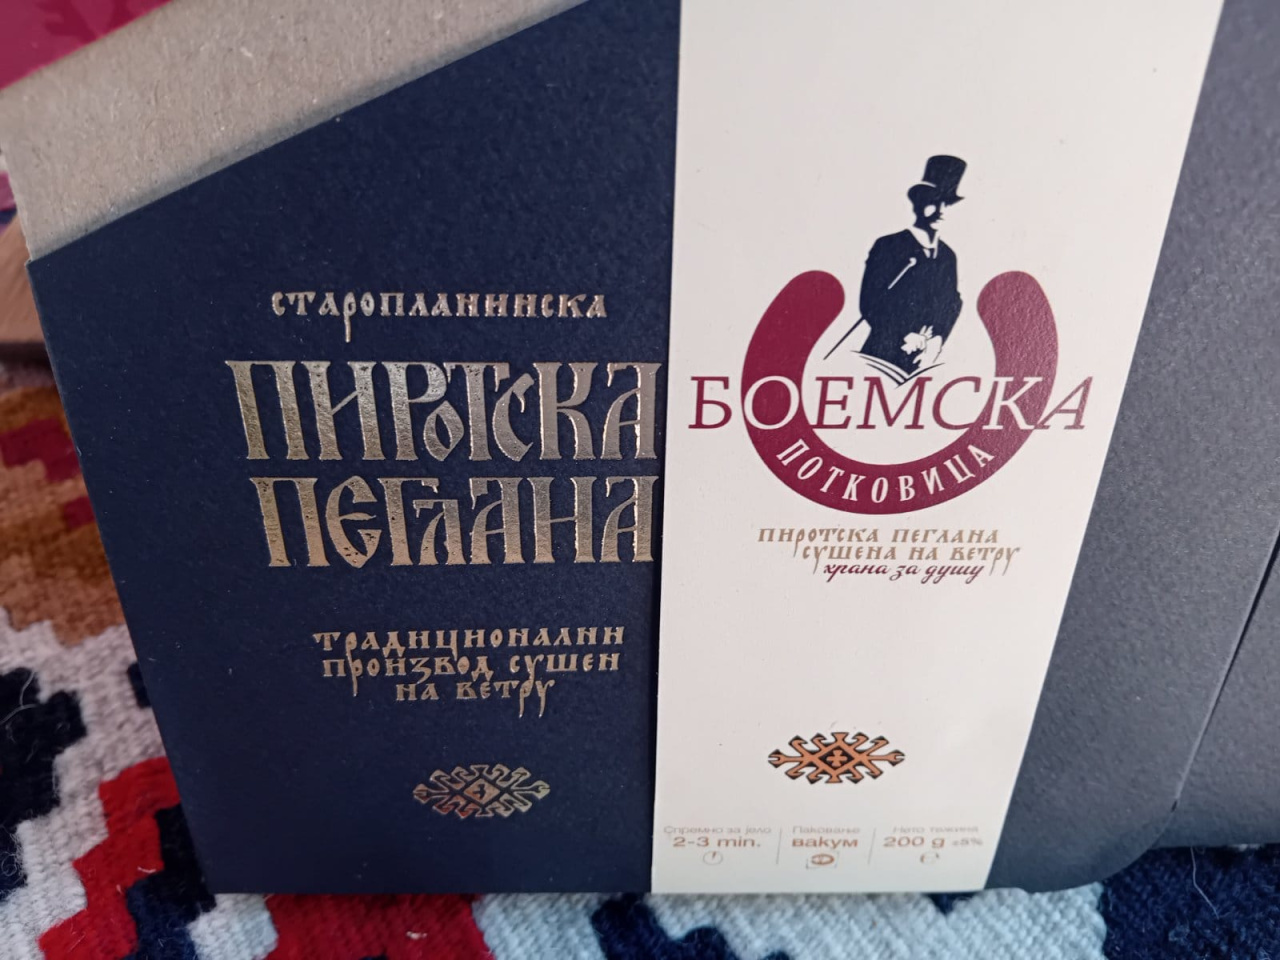 старопланинска
ПИРОТСКА
ПЕГЛАНА
традиционални
производ сушен
на ветру
БОЕМСКА
ПОТКОВИЦА
пиротска пеглана
сушена на ветру
храна за душу
Спремно за јело
2-3 min.
Паковање
вакум
Нето тежина
200 g ±5%
℮